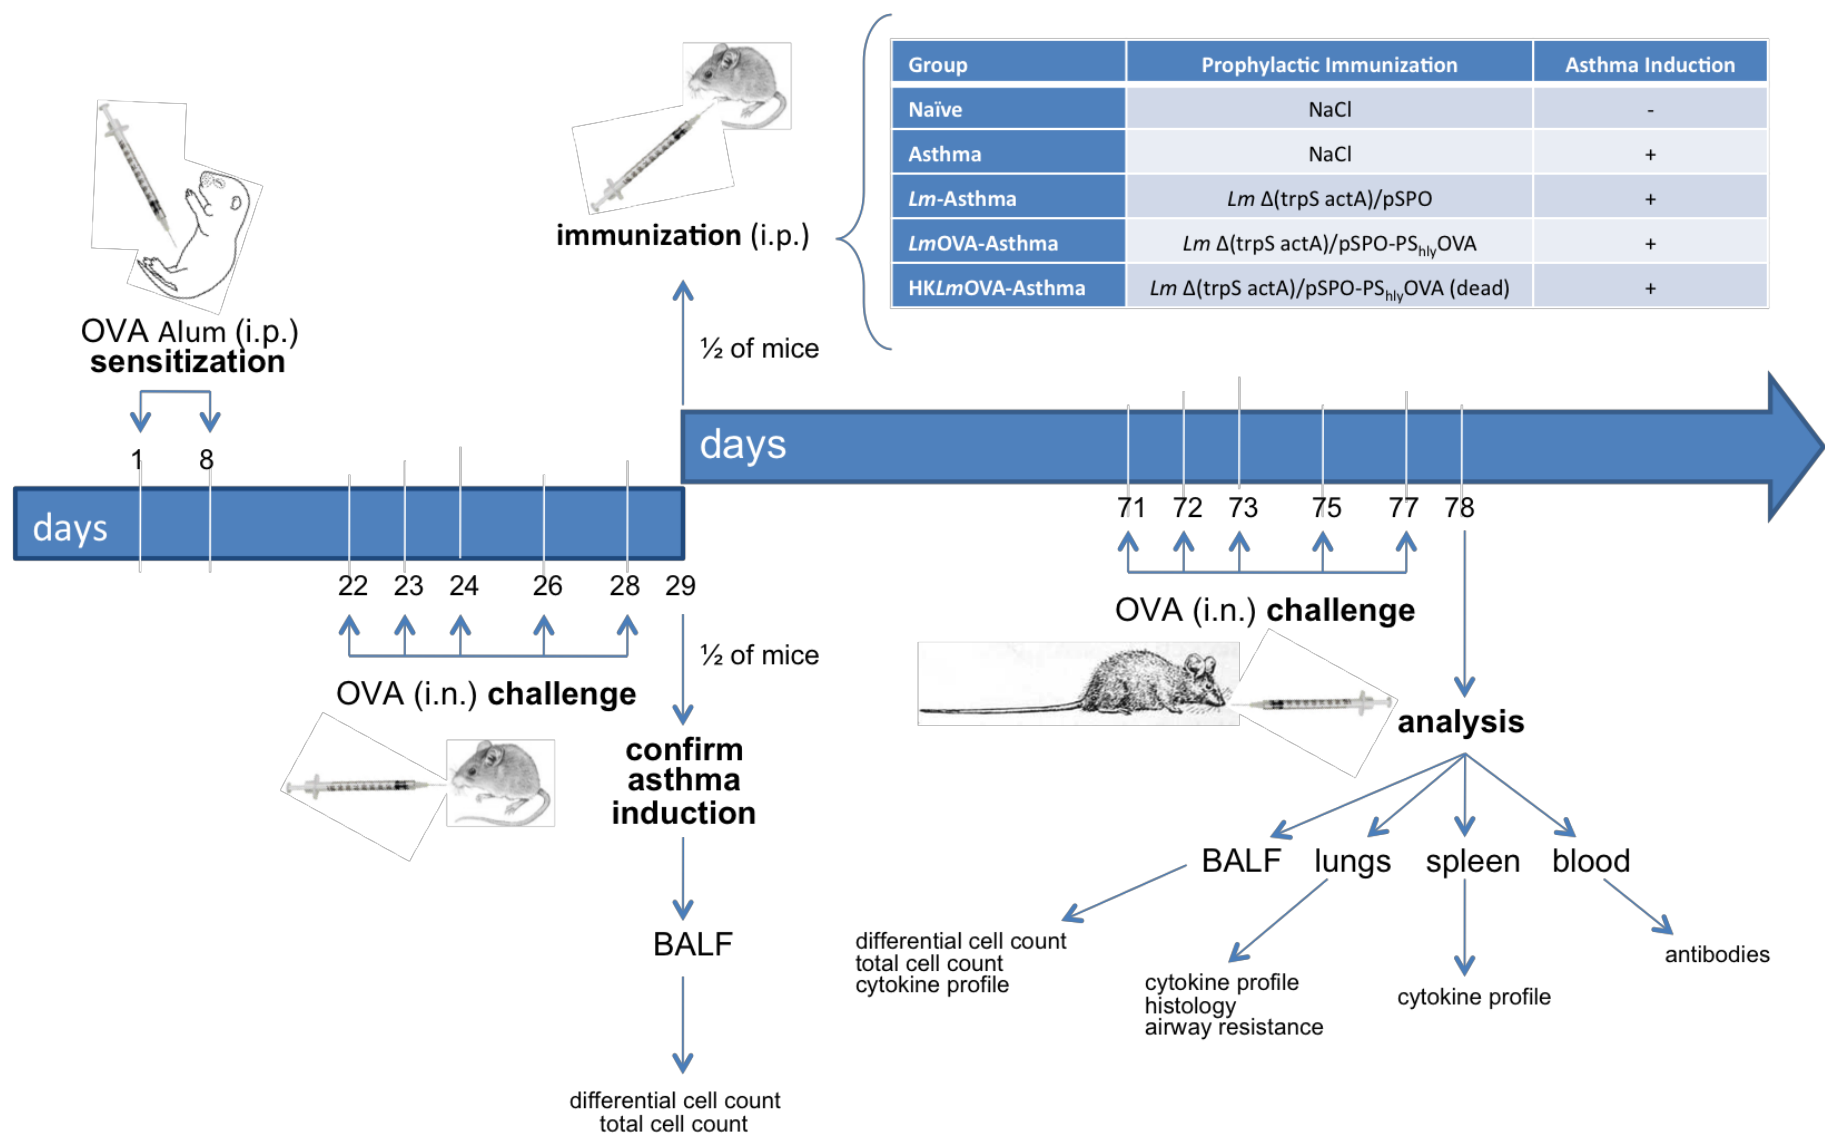 Group Prophylactic Immunization Asthma Induction
Naïve NaCl -
Asthma NaCl +
Lm-Asthma Lm Δ(trpS actA)/pSPO +
LmOVA-Asthma Lm Δ(trpS actA)/pSPO-PShlyOVA +
HKLmOVA-Asthma Lm Δ(trpS actA)/pSPO-PShlyOVA (dead) +
immunization (i.p.)
½ of mice
OVA Alum (i.p.)
sensitization
1 8
days
days
22 23 24 26 28 29
71 72 73 75 77 78
OVA (i.n.) challenge
½ of mice
confirm
asthma
induction
BALF
differential cell count
total cell count
OVA (i.n.) challenge
analysis
BALF lungs spleen blood
differential cell count
total cell count
cytokine profile
cytokine profile
histology
airway resistance
cytokine profile
antibodies